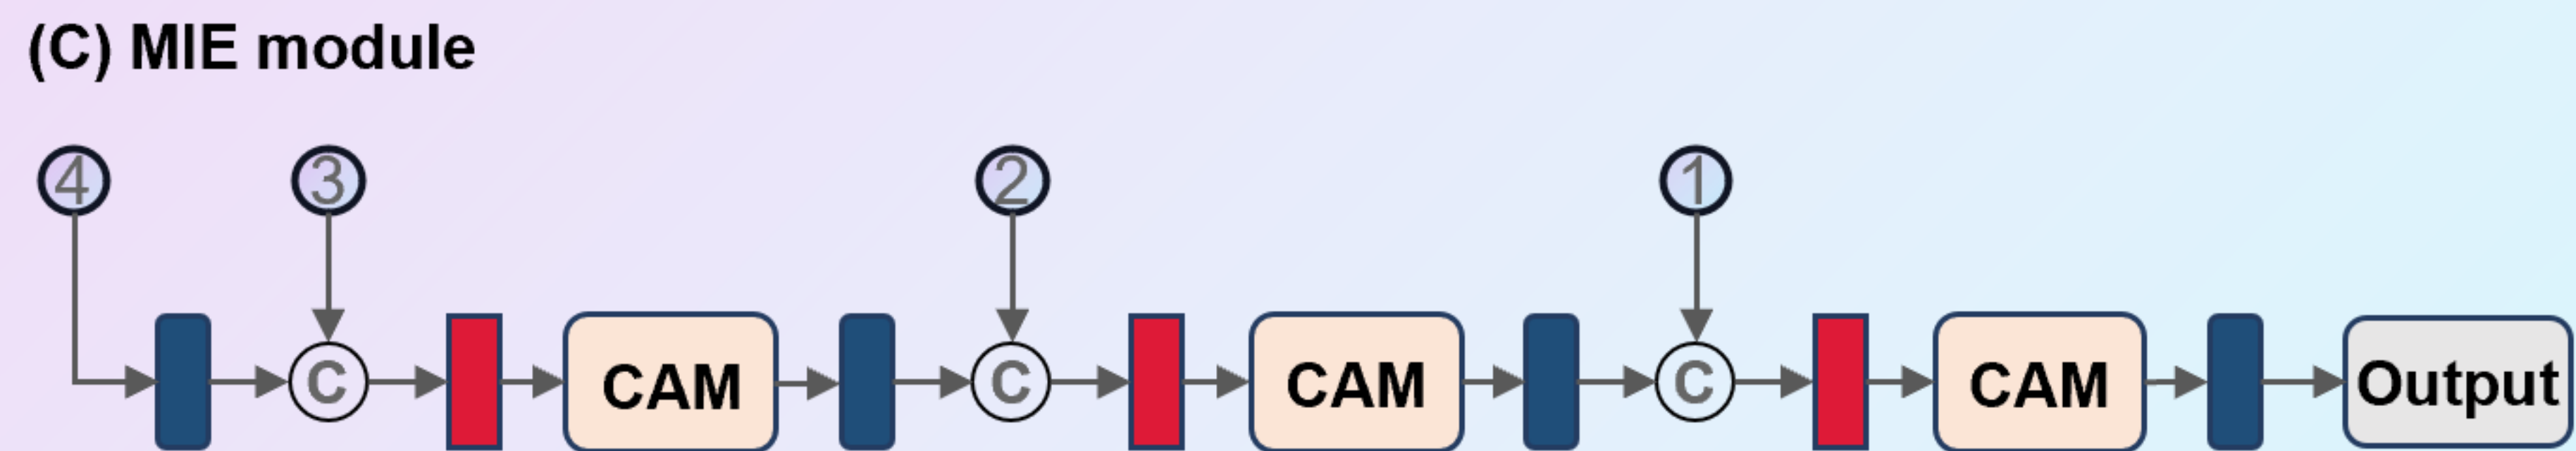 (C) MIE module
4 3 2 1
C CAM C CAM C CAM Output